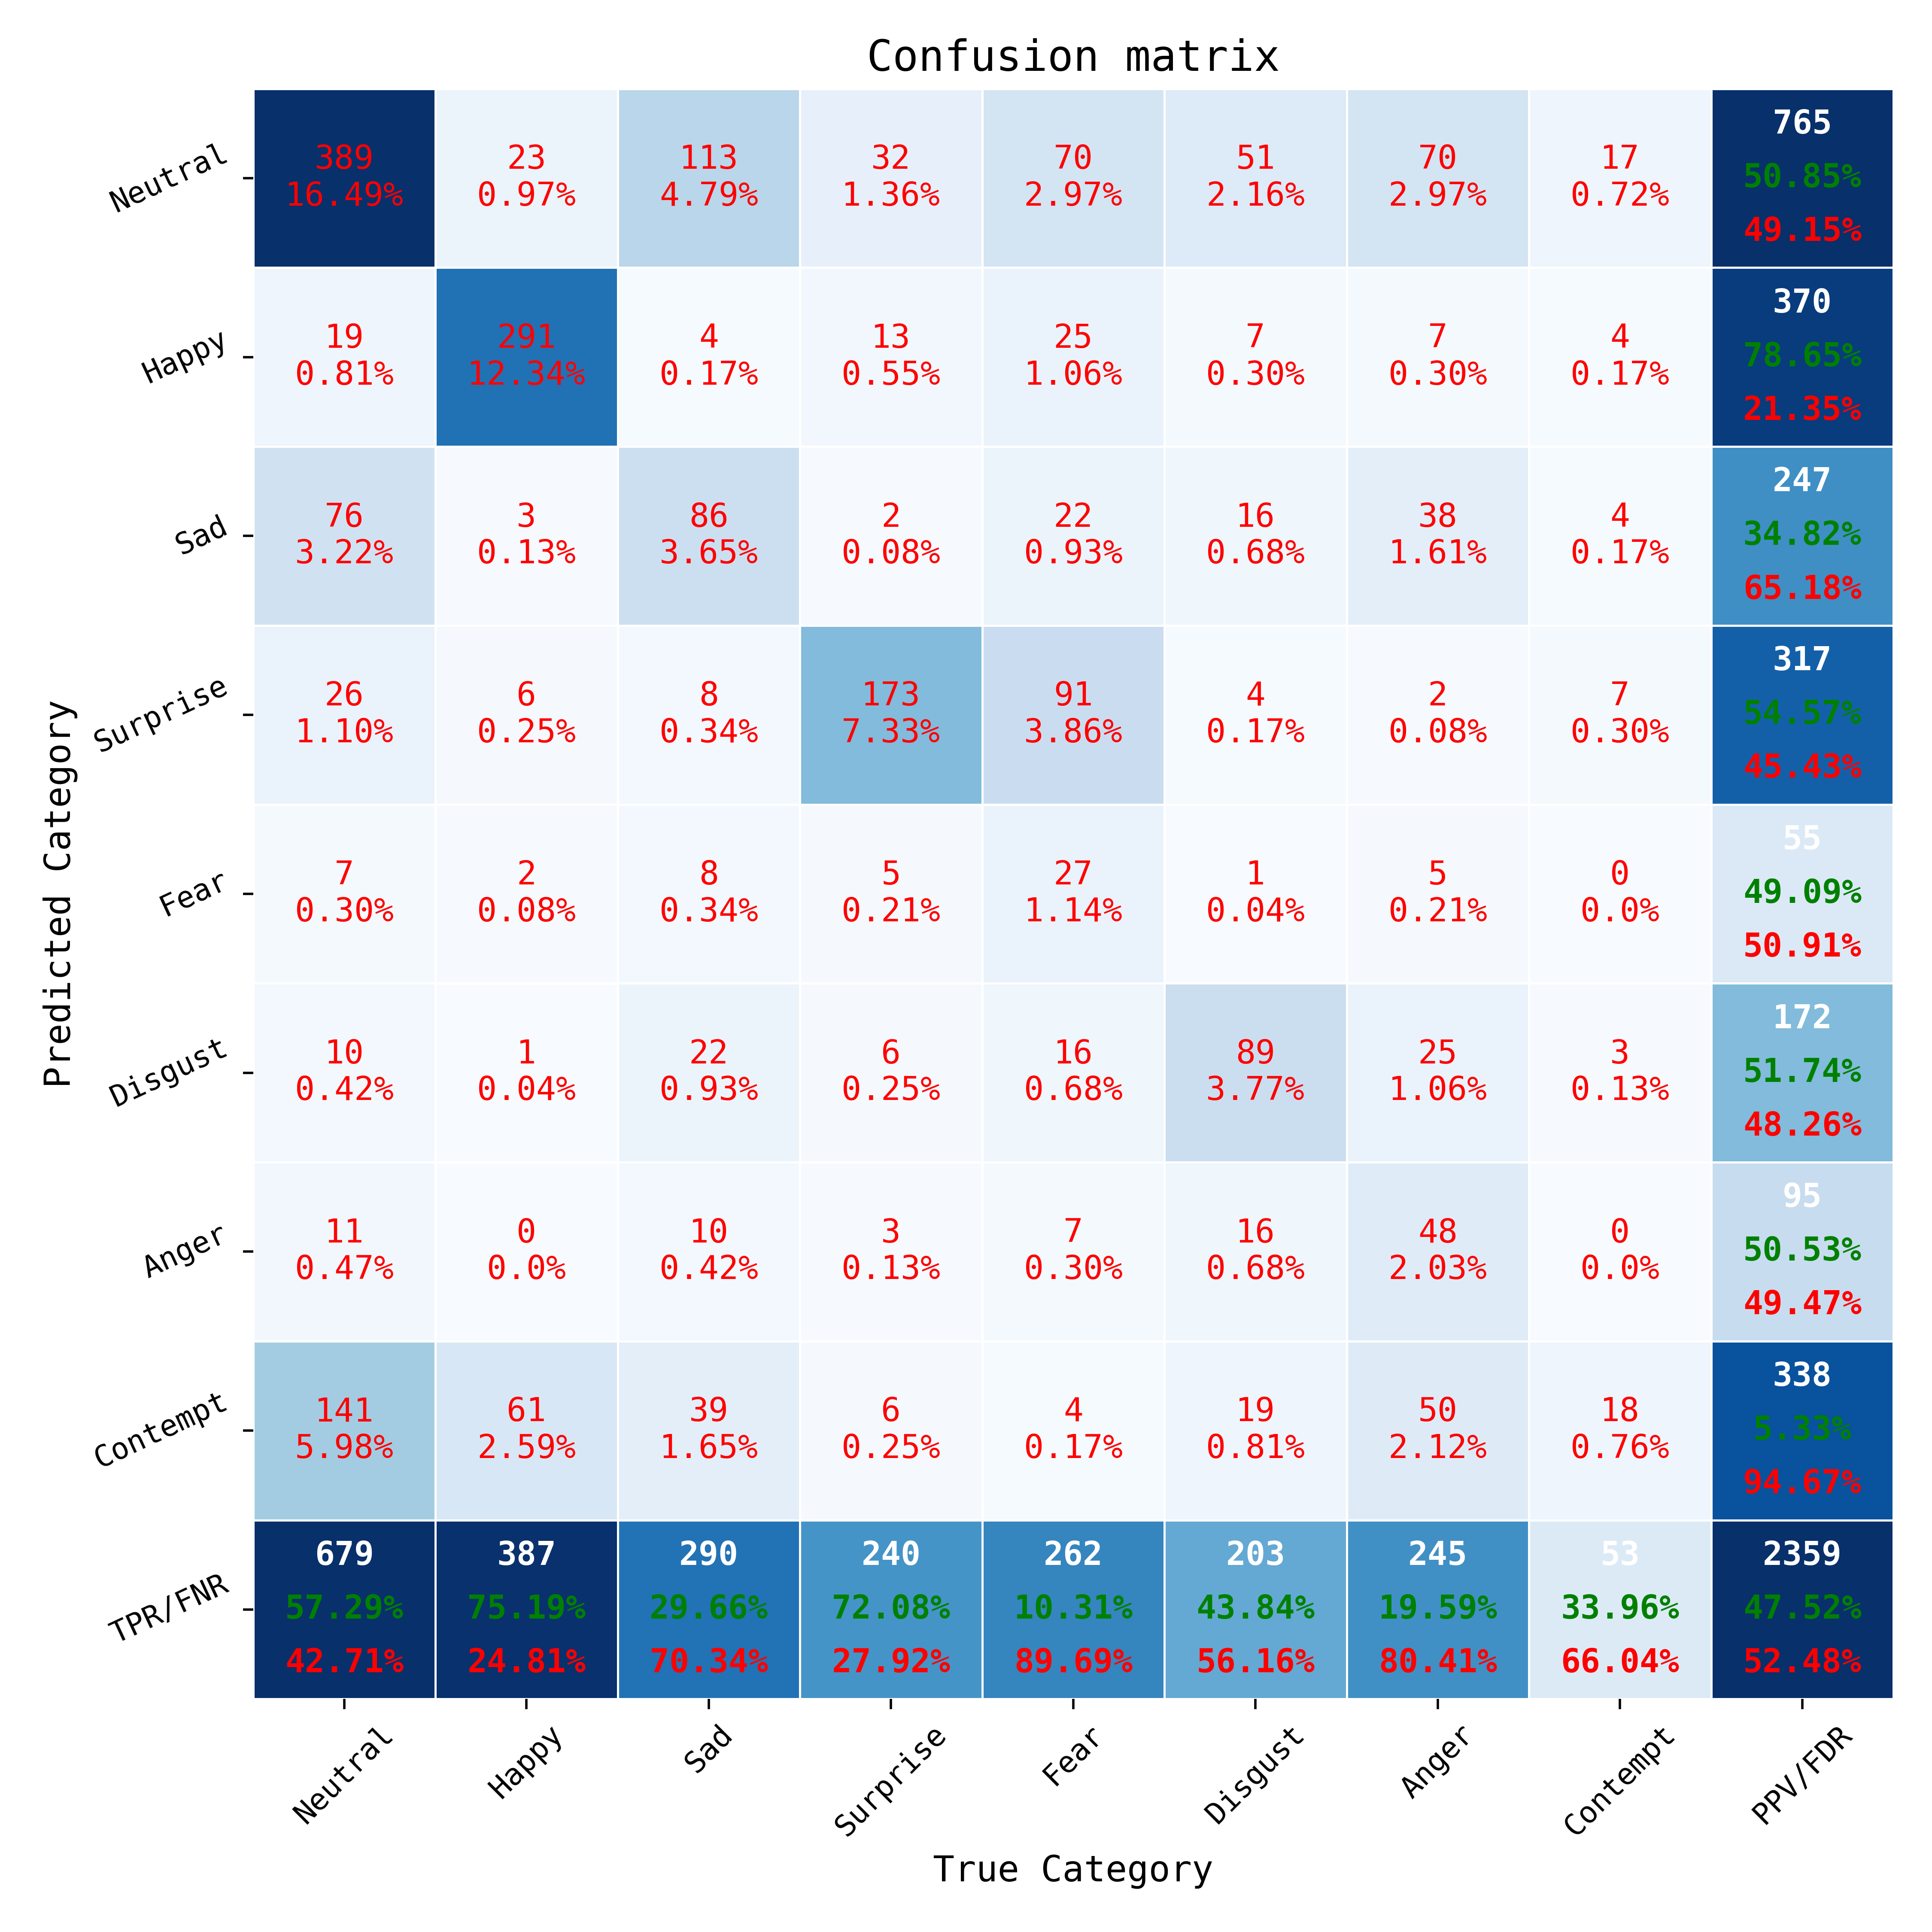 Confusion matrix
389 23 113 32 70 51 70 17 765
16.49% 0.97% 4.79% 1.36% 2.97% 2.16% 2.97% 0.72% 50.85%
49.15%
Neutral
19 291 4 13 25 7 7 4 370
0.81% 12.34% 0.17% 0.55% 1.06% 0.30% 0.30% 0.17% 78.65%
21.35%
Happy
76 3 86 2 22 16 38 4 247
3.22% 0.13% 3.65% 0.08% 0.93% 0.68% 1.61% 0.17% 34.82%
65.18%
Sad
26 6 8 173 91 4 2 7 317
1.10% 0.25% 0.34% 7.33% 3.86% 0.17% 0.08% 0.30% 54.57%
45.43%
Surprise
7 2 8 5 27 1 5 0 55
0.30% 0.08% 0.34% 0.21% 1.14% 0.04% 0.21% 0.0% 49.09%
50.91%
Fear
10 1 22 6 16 89 25 3 172
0.42% 0.04% 0.93% 0.25% 0.68% 3.77% 1.06% 0.13% 51.74%
48.26%
Disgust
11 0 10 3 7 16 48 0 95
0.47% 0.0% 0.42% 0.13% 0.30% 0.68% 2.03% 0.0% 50.53%
49.47%
Anger
141 61 39 6 4 19 50 18 338
5.98% 2.59% 1.65% 0.25% 0.17% 0.81% 2.12% 0.76% 5.33%
94.67%
Contempt
679 387 290 240 262 203 245 53 2359
57.29% 75.19% 29.66% 72.08% 10.31% 43.84% 19.59% 33.96% 47.52%
42.71% 24.81% 70.34% 27.92% 89.69% 56.16% 80.41% 66.04% 52.48%
TPR/FNR
Predicted Category
Neutral Happy Sad Surprise Fear Disgust Anger Contempt PPV/FDR
True Category